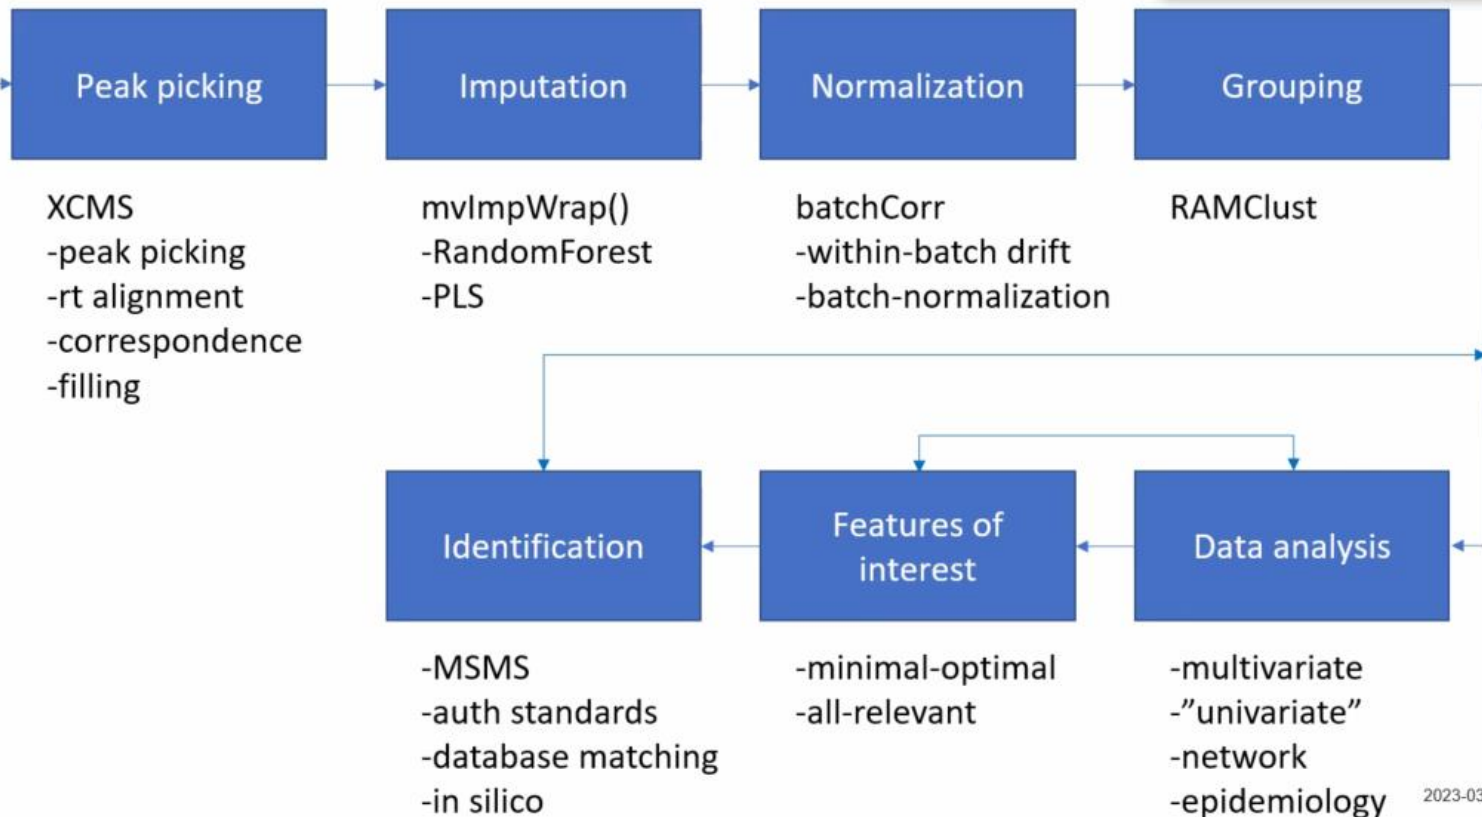 Peak picking
Imputation
Normalization
Grouping
XCMS
-peak picking
-rt alignment
-correspondence
-filling
mvImpWrap()
-RandomForest
-PLS
batchCorr
-within-batch drift
-batch-normalization
RAMClust
Identification
Features of
interest
Data analysis
-MSMS
-auth standards
-database matching
-in silico
-minimal-optimal
-all-relevant
-multivariate
-”univariate”
-network
-epidemiology
2023-03